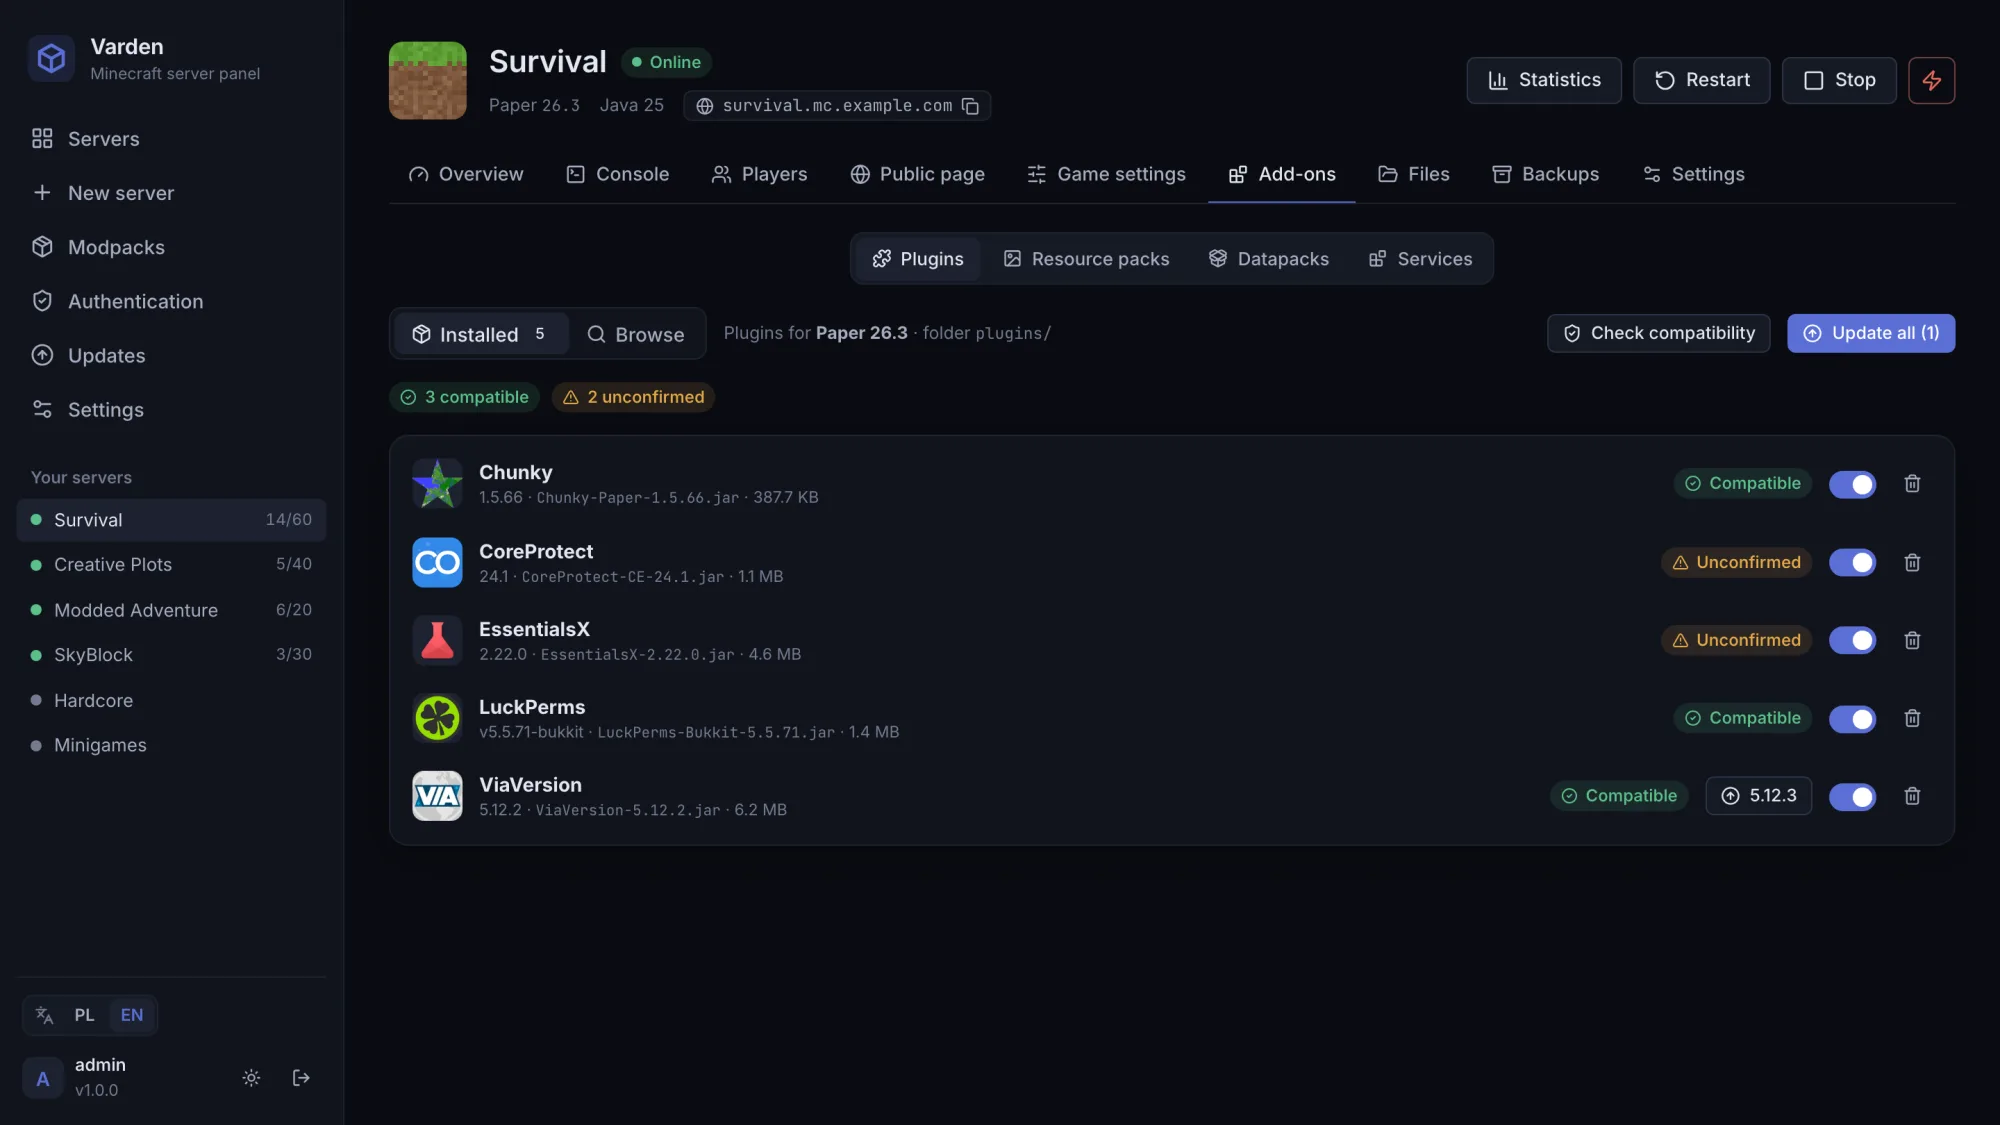 Varden
Minecraft server panel
Servers
New server
Modpacks
Authentication
Updates
Settings
Your servers
Survival 14/60
Creative Plots 5/40
Modded Adventure 6/20
SkyBlock 3/30
Hardcore
Minigames
PL EN
A admin
v1.0.0
Survival Online
Paper 26.3 Java 25 survival.mc.example.com
Statistics Restart Stop
Overview Console Players Public page Game settings Add-ons Files Backups Settings
Plugins Resource packs Datapacks Services
Installed 5 Browse Plugins for Paper 26.3 · folder plugins/ Check compatibility Update all (1)
3 compatible 2 unconfirmed
Chunky
1.5.66 · Chunky-Paper-1.5.66.jar · 387.7 KB
Compatible
CO CoreProtect
24.1 · CoreProtect-CE-24.1.jar · 1.1 MB
Unconfirmed
EssentialsX
2.22.0 · EssentialsX-2.22.0.jar · 4.6 MB
Unconfirmed
LuckPerms
v5.5.71-bukkit · LuckPerms-Bukkit-5.5.71.jar · 1.4 MB
Compatible
VIA ViaVersion
5.12.2 · ViaVersion-5.12.2.jar · 6.2 MB
Compatible 5.12.3